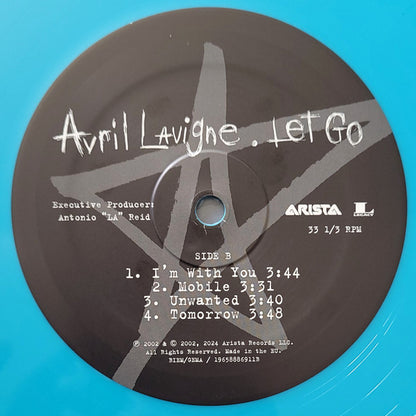 Avril Lavigne . Let Go
Executive Producer:
Antonio "LA" Reid
ARISTA
L
LEGACY
33 1/3 RPM
SIDE B
1. I'm With You 3:44
2. Mobile 3:31
3. Unwanted 3:40
4. Tomorrow 3:48
℗ 2002 & © 2002, 2024 Arista Records LLC.
All Rights Reserved. Made in the EU.
BIEM/GEMA / 19658886911B